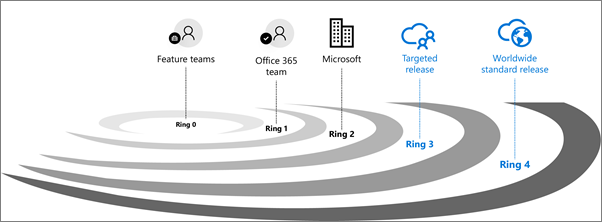 Feature teams
Office 365
team
Microsoft
Targeted
release
Worldwide
standard release
Ring 0
Ring 1
Ring 2
Ring 3
Ring 4